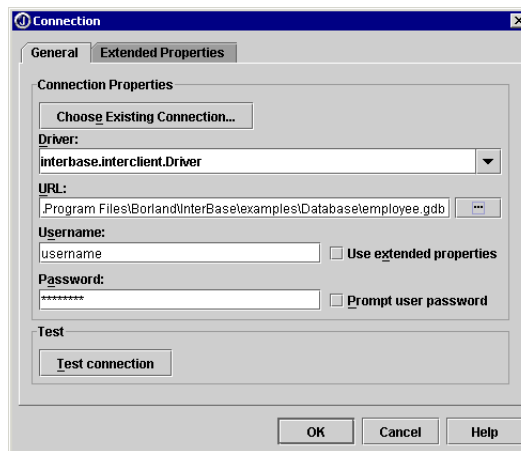 Connection
General Extended Properties
Connection Properties
Choose Existing Connection...
Driver:
interbase.interclient.Driver
URL:
.Program Files\Borland\InterBase\examples\Database\employee.gdb ...
Username:
username Use extended properties
Password:
******** Prompt user password
Test
Test connection
OK Cancel Help